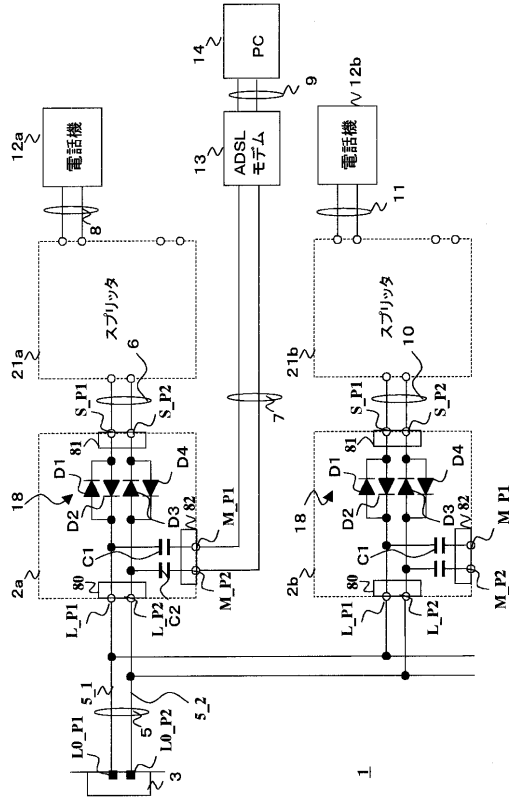 12a
電話機
8
14
PC
9
13
ADSL
モデム
12b
電話機
11
21a
スプリッタ
6
S_P1
S_P2
7
21b
スプリッタ
10
S_P1
S_P2
18
81
D1
D2
D3
D4
82
M_P1
M_P2
C1
C2
2a
80
L_P1
L_P2
18
81
D1
D2
D3
D4
82
M_P1
M_P2
C1
2b
80
L_P1
L_P2
5_1
5_2
5
L0_P1
L0_P2
3
1